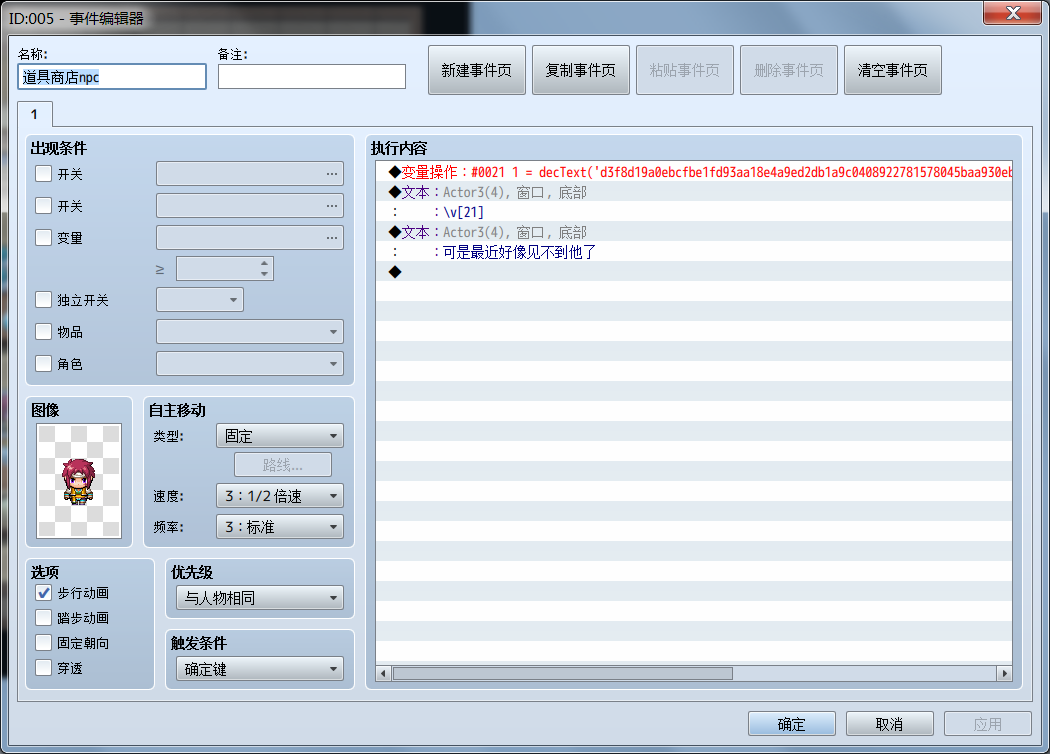 ID:005 - 事件编辑器
名称:
备注:
道具商店npc
新建事件页
复制事件页
粘贴事件页
删除事件页
清空事件页
1
出现条件
开关
...
开关
...
变量
...
≥
独立开关
物品
角色
图像
自主移动
类型:
固定
路线...
速度:
3：1/2 倍速
频率:
3：标准
选项
步行动画
踏步动画
固定朝向
穿透
优先级
与人物相同
触发条件
确定键
执行内容
◆变量操作：#0021 1 = decText('d3f8d19a0ebcfbe1fd93aa18e4a9ed2db1a9c0408922781578045baa930eb
◆文本：Actor3(4), 窗口, 底部
：　　：\v[21]
◆文本：Actor3(4), 窗口, 底部
：　　：可是最近好像见不到他了
◆
确定
取消
应用